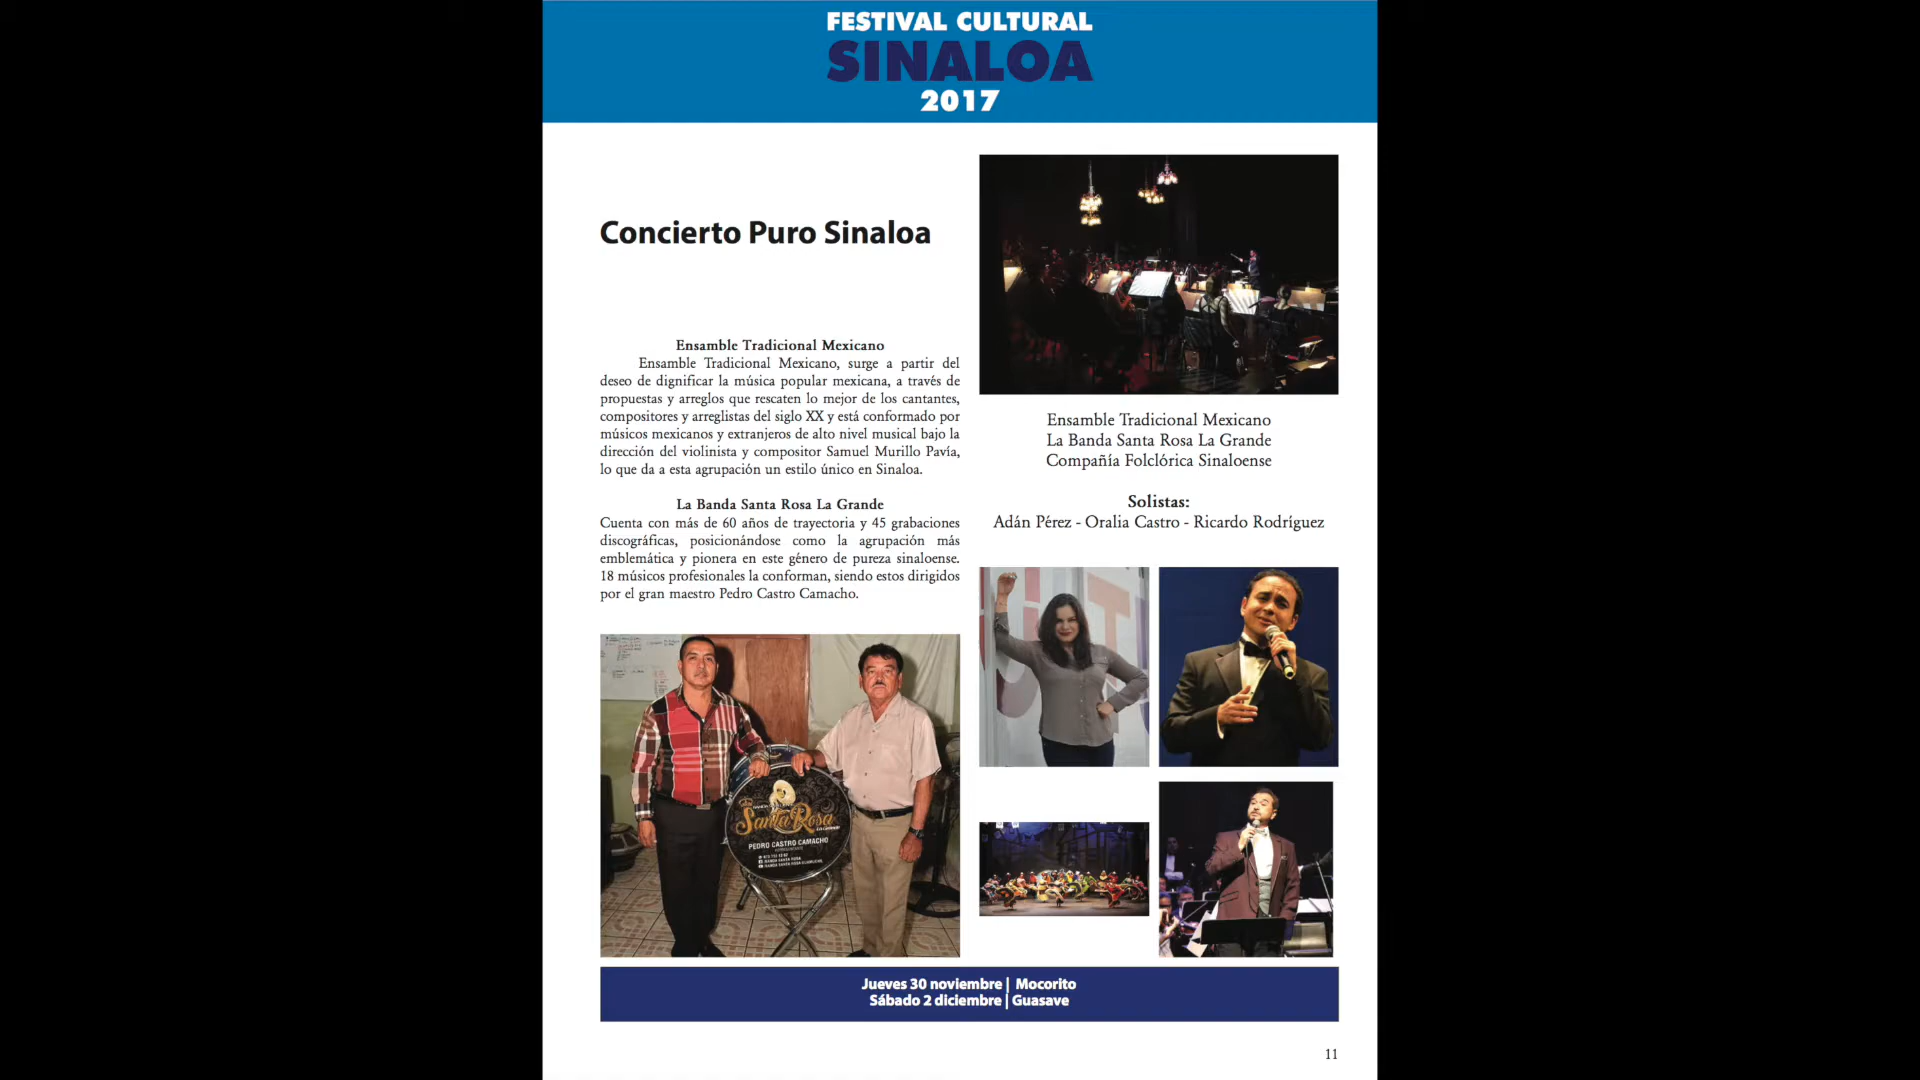 FESTIVAL CULTURAL
SINALOA
2017
Concierto Puro Sinaloa
Ensamble Tradicional Mexicano
Ensamble Tradicional Mexicano, surge a partir del
deseo de dignificar la música popular mexicana, a través de
propuestas y arreglos que rescaten lo mejor de los cantantes,
compositores y arreglistas del siglo XX y está conformado por
músicos mexicanos y extranjeros de alto nivel musical bajo la
dirección del violinista y compositor Samuel Murillo Pavía,
lo que da a esta agrupación un estilo único en Sinaloa.
La Banda Santa Rosa La Grande
Cuenta con más de 60 años de trayectoria y 45 grabaciones
discográficas, posicionándose como la agrupación más
emblemática y pionera en este género de pureza sinaloense.
18 músicos profesionales la conforman, siendo estos dirigidos
por el gran maestro Pedro Castro Camacho.
Santa Rosa
PEDRO CASTRO CAMACHO
Ensamble Tradicional Mexicano
La Banda Santa Rosa La Grande
Compañía Folclórica Sinaloense
Solistas:
Adán Pérez - Oralia Castro - Ricardo Rodríguez
Jueves 30 noviembre | Mocorito
Sábado 2 diciembre | Guasave
11